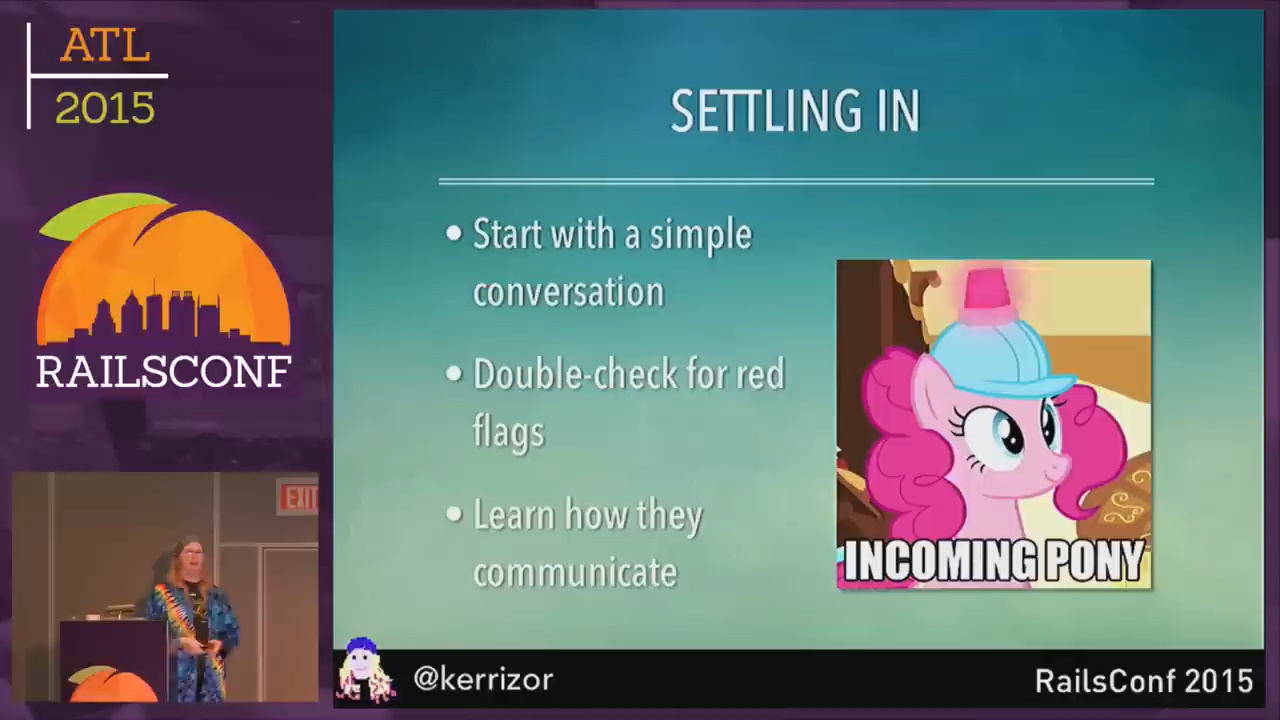 ATL
2015
RAILSCONF
EXIT
SETTLING IN
• Start with a simple
conversation
• Double-check for red
flags
• Learn how they
communicate
INCOMING PONY
@kerrizor
RailsConf 2015